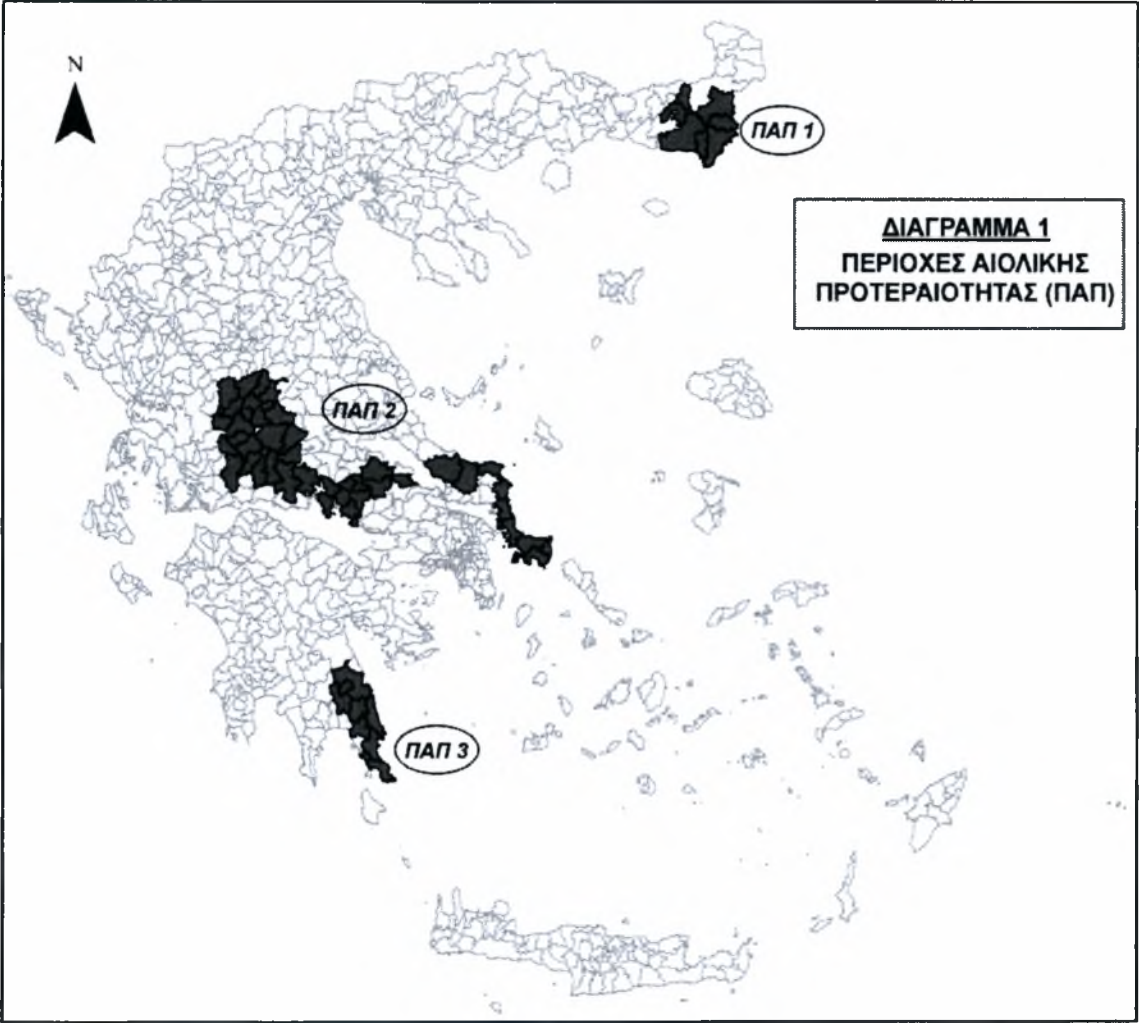 N
ΠΑΠ 1
ΔΙΑΓΡΑΜΜΑ 1
ΠΕΡΙΟΧΕΣ ΑΙΟΛΙΚΗΣ
ΠΡΟΤΕΡΑΙΟΤΗΤΑΣ (ΠΑΠ)
ΠΑΠ 2
ΠΑΠ 3